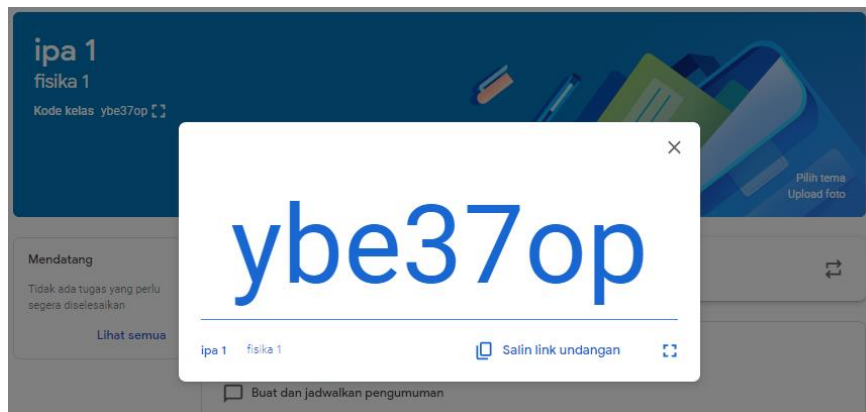 ipa 1
fisika 1
Kode kelas ybe37op
Pilih tema
Upload foto
ybe37op
ipa 1 fisika 1
Salin link undangan
Mendatang
Tidak ada tugas yang perlu
segera diselesaikan
Lihat semua
Buat dan jadwalkan pengumuman